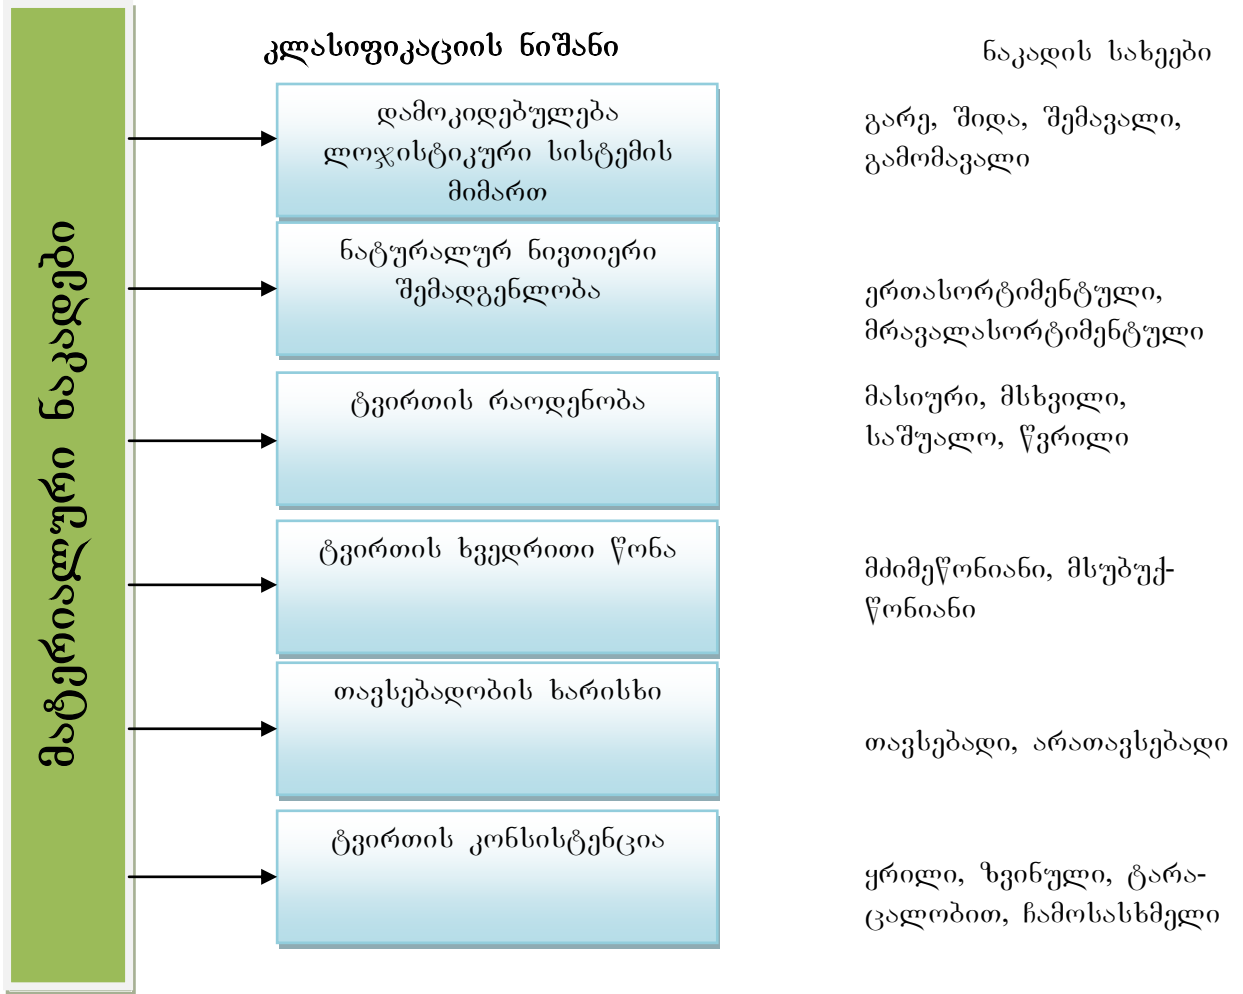 მატერიალური ნაკადები
კლასიფიკაციის ნიშანი
ნაკადის სახეები
დამოკიდებულება
ლოჯისტიკური სისტემის
მიმართ
გარე, შიდა, შემავალი,
გამომავალი
ნატურალურ ნივთიერი
შემადგენლობა
ერთასორტიმენტული,
მრავალასორტიმენტული
ტვირთის რაოდენობა
მასიური, მსხვილი,
საშუალო, წვრილი
ტვირთის ხვედრითი წონა
მძიმეწონიანი, მსუბუქ-
წონიანი
თავსებადობის ხარისხი
თავსებადი, არათავსებადი
ტვირთის კონსისტენცია
ყრილი, ზვინული, ტარა-
ცალობით, ჩამოსასხმელი